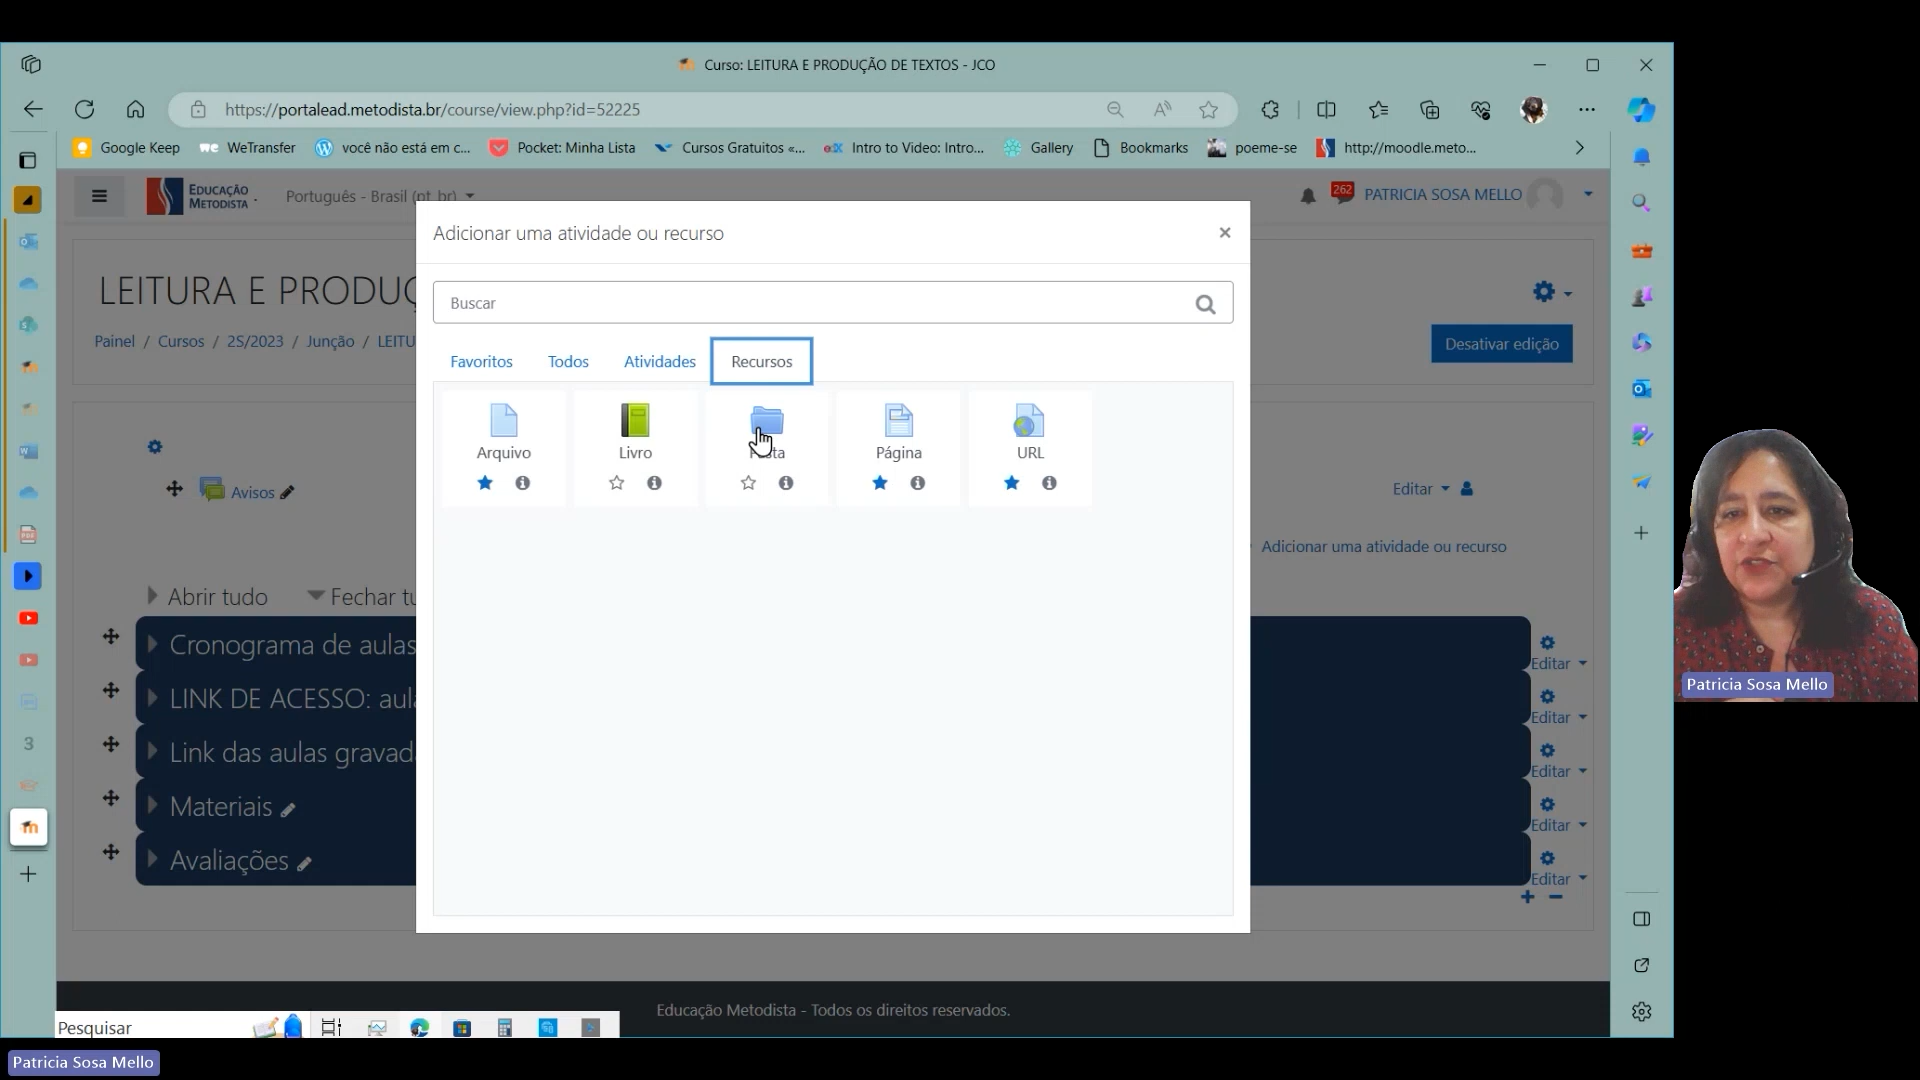 Curso: LEITURA E PRODUÇÃO DE TEXTOS - JCO
https://portalead.metodista.br/course/view.php?id=52225
Google Keep
WeTransfer
você não está em c...
Pocket: Minha Lista
Cursos Gratuitos «...
Intro to Video: Intro...
Gallery
Bookmarks
poeme-se
http://moodle.meto...
EDUCAÇÃO METODISTA
Português - Brasil (pt_br)
262
PATRICIA SOSA MELLO
Adicionar uma atividade ou recurso
×
LEITURA E PRODUÇ
Painel / Cursos / 2S/2023 / Junção / LEITU
Desativar edição
Buscar
Favoritos
Todos
Atividades
Recursos
Arquivo
Livro
Página
URL
Avisos
Editar
Adicionar uma atividade ou recurso
Abrir tudo
Fechar tu
Cronograma de aulas
Editar
LINK DE ACESSO: aul
Editar
Link das aulas gravad
Editar
Materiais
Editar
Avaliações
Editar
Educação Metodista - Todos os direitos reservados.
Pesquisar
3
Patricia Sosa Mello
Patricia Sosa Mello